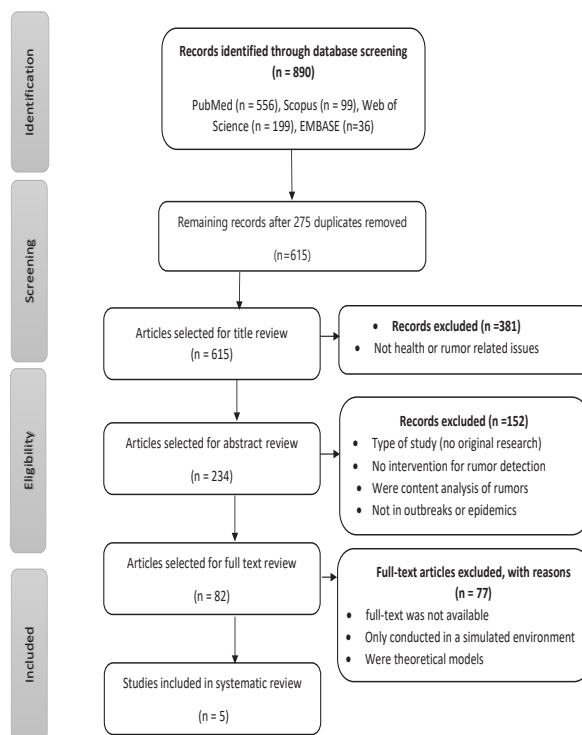 Identification
Records identified through database screening
(n = 890)
PubMed (n = 556), Scopus (n = 99), Web of
Science (n = 199), EMBASE (n=36)
Screening
Remaining records after 275 duplicates removed
(n=615)
Articles selected for title review
(n = 615)
• Records excluded (n =381)
• Not health or rumor related issues
Eligibility
Articles selected for abstract review
(n = 234)
Records excluded (n =152)
• Type of study (no original research)
• No intervention for rumor detection
• Were content analysis of rumors
• Not in outbreaks or epidemics
Articles selected for full text review
(n = 82)
Full-text articles excluded, with reasons
(n = 77)
• full-text was not available
• Only conducted in a simulated environment
• Were theoretical models
Included
Studies included in systematic review
(n = 5)